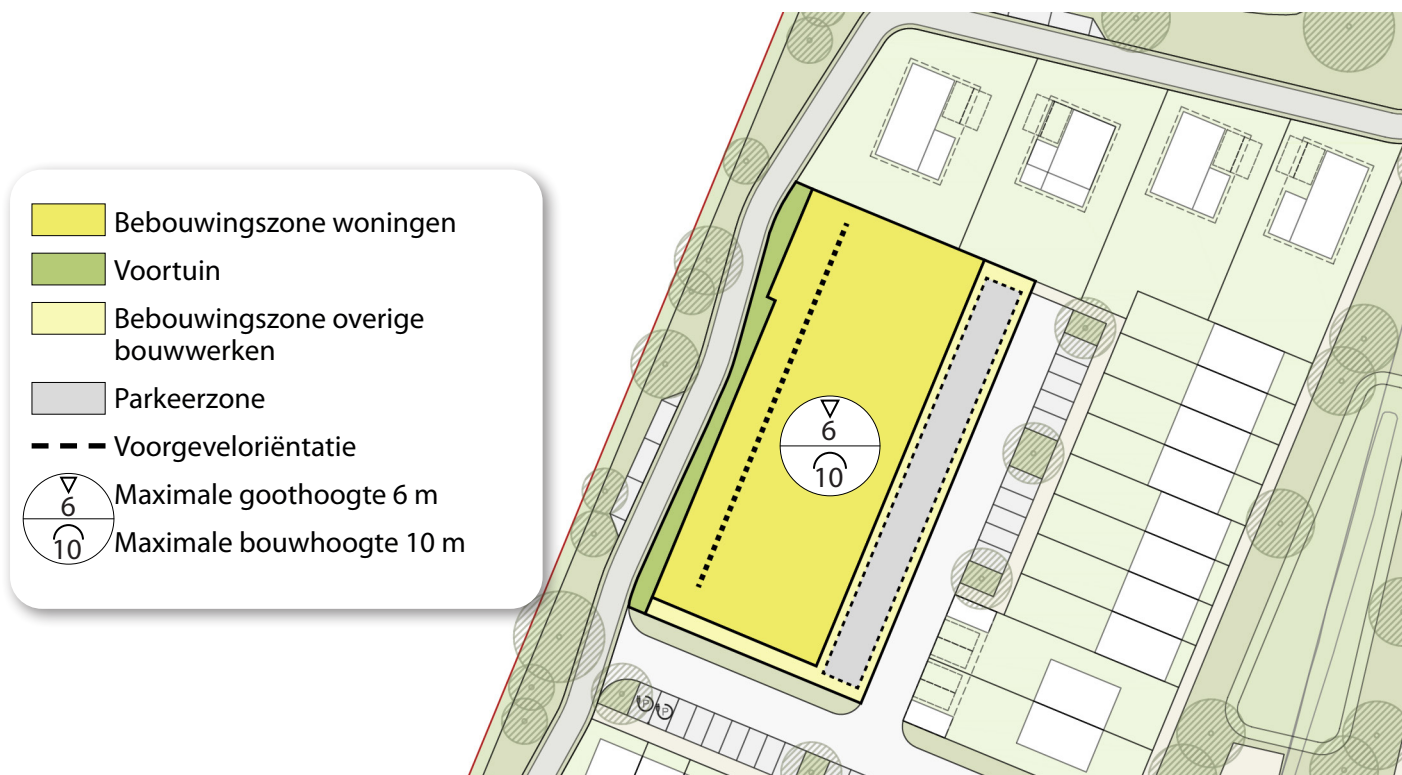 Bebouwingszone woningen
Voortuin
Bebouwingszone overige
bouwwerken
Parkeerzone
Voorgeveloriëntatie
6
10
Maximale goothoogte 6 m
Maximale bouwhoogte 10 m
6
10
P
P